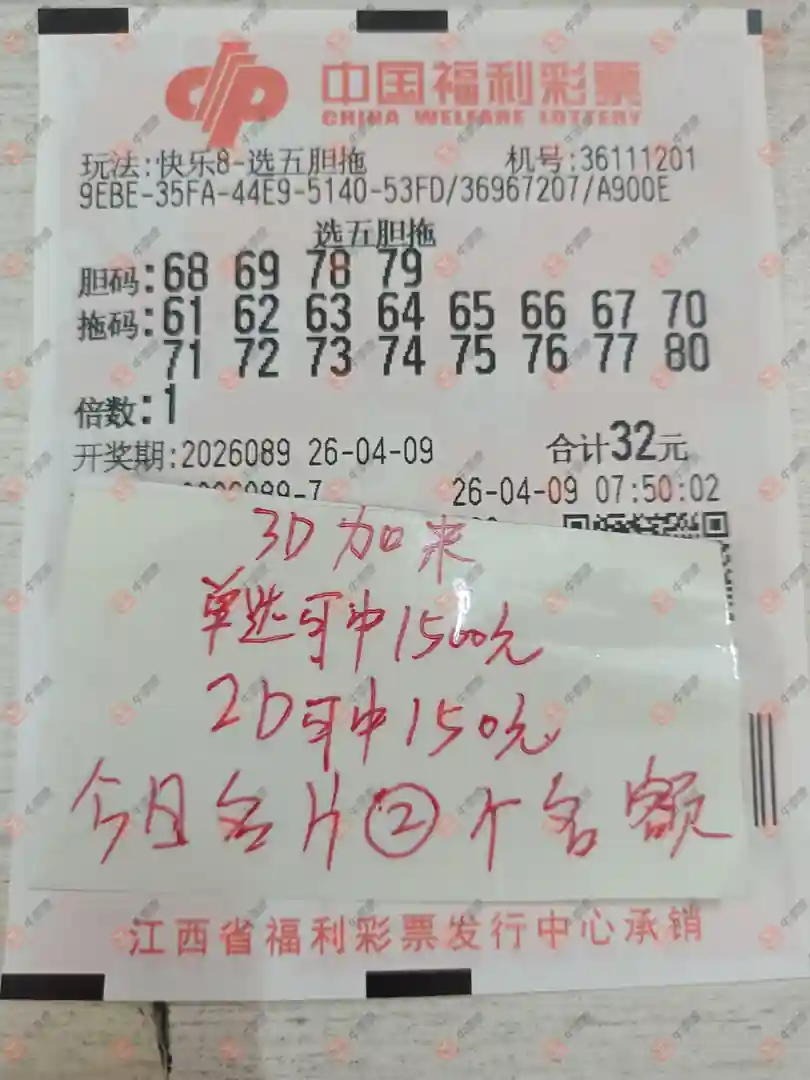 中国福利彩票
CHINA WELFARE LOTTERY
玩法:快乐8-选五胆拖 机号:36111201
9EBE-35FA-44E9-5140-53FD/36967207/A900E
选五胆拖
胆码:68 69 78 79
拖码:61 62 63 64 65 66 67 70
71 72 73 74 75 76 77 80
倍数:1
开奖期:2026089 26-04-09 合计32元
26-04-09 07:50:02
3D加来
单选可中1500元
2D可中150元
今日名片②个名额
江西省福利彩票发行中心承销